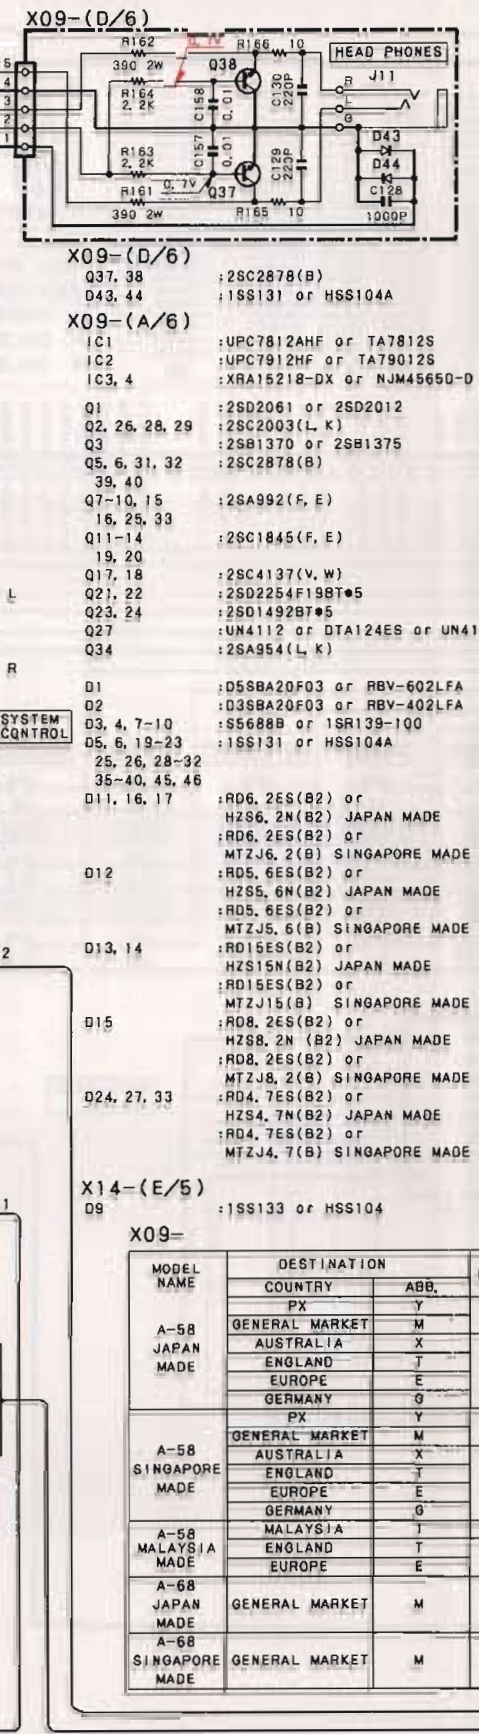 X09-(D/6)
R162
0.7V
R166 10
HEAD PHONES
390 2W
Q38
J11
5
4
3
2
1
R164
2.2K
C158
0.01
C130
220P
R
L
G
R163
2.2K
C157
0.01
C129
220P
D43
D44
C128
1000P
R161
0.7V
Q37
390 2W
R165 10
X09-(D/6)
Q37, 38 :2SC2878(B)
D43, 44 :1SS131 or HSS104A
X09-(A/6)
IC1 :UPC7812AHF or TA7812S
IC2 :UPC7912HF or TA79012S
IC3, 4 :XRA15218-DX or NJM4565D-D
Q1 :2SD2061 or 2SD2012
Q2, 26, 28, 29 :2SC2003(L, K)
Q3 :2SB1370 or 2SB1375
Q5, 6, 31, 32 :2SC2878(B)
39, 40
Q7~10, 15 :2SA992(F, E)
16, 25, 33
Q11-14 :2SC1845(F, E)
19, 20
Q17, 18 :2SC4137(V, W)
Q21, 22 :2SD2254F198T•5
Q23, 24 :2SD1492BT•5
Q27 :UN4112 or DTA124ES or UN41
Q34 :2SA954(L, K)
L
R
SYSTEM
CONTROL
D1 :D5SBA20F03 or RBV-602LFA
D2 :D3SBA20F03 or RBV-402LFA
D3, 4, 7~10 :S5688B or 1SR139-100
D5, 6, 19~23 :1SS131 or HSS104A
25, 26, 28~32
35~40, 45, 46
D11, 16, 17 :RD6. 2ES(B2) or
HZS6. 2N(B2) JAPAN MADE
:RD6. 2ES(B2) or
MTZJ6. 2(B) SINGAPORE MADE
D12 :RD5. 6ES(B2) or
HZS5. 6N(B2) JAPAN MADE
:RD5. 6ES(B2) or
MTZJ5. 6(B) SINGAPORE MADE
2
D13, 14 :RD15ES(B2) or
HZS15N(B2) JAPAN MADE
:RD15ES(B2) or
MTZJ15(B) SINGAPORE MADE
D15 :RD8. 2ES(B2) or
HZS8. 2N (B2) JAPAN MADE
:RD8. 2ES(B2) or
MTZJ8. 2(B) SINGAPORE MADE
D24, 27, 33 :RD4. 7ES(B2) or
HZS4. 7N(B2) JAPAN MADE
:RD4. 7ES(B2) or
MTZJ4. 7(B) SINGAPORE MADE
X14-(E/5)
D9 :1SS133 or HSS104
1
X09-
MODEL NAME DESTINATION
COUNTRY ABB.
A-58 JAPAN MADE
PX Y
GENERAL MARKET M
AUSTRALIA X
ENGLAND T
EUROPE E
GERMANY G
A-58 SINGAPORE MADE
PX Y
GENERAL MARKET M
AUSTRALIA X
ENGLAND T
EUROPE E
GERMANY G
A-58 MALAYSIA MADE
MALAYSIA I
ENGLAND T
EUROPE E
A-68 JAPAN MADE
GENERAL MARKET M
A-68 SINGAPORE MADE
GENERAL MARKET M